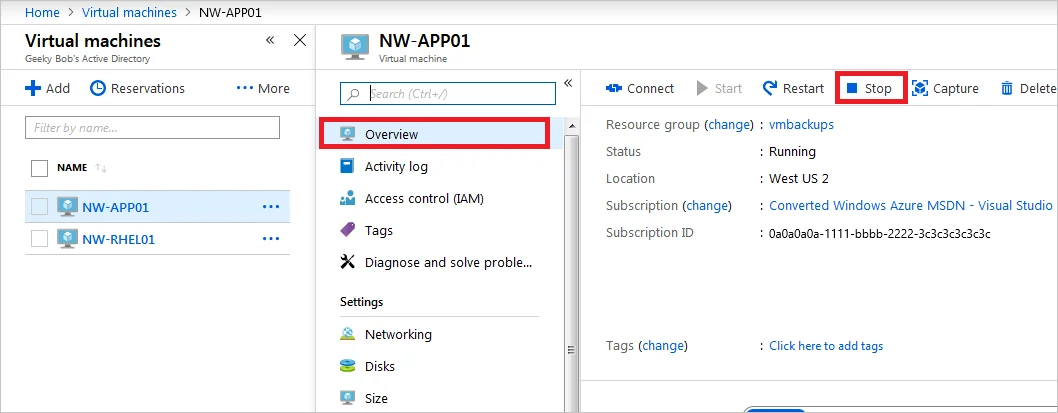 Home > Virtual machines > NW-APP01
Virtual machines
Geeky Bob's Active Directory
+ Add Reservations ··· More
Filter by name...
NAME ↑↓
NW-APP01 ···
NW-RHEL01 ···
NW-APP01
Virtual machine
Search (Ctrl+/)
Overview
Activity log
Access control (IAM)
Tags
Diagnose and solve proble...
Settings
Networking
Disks
Size
Connect Start Restart Stop Capture Delete
Resource group (change) : vmbackups
Status : Running
Location : West US 2
Subscription (change) : Converted Windows Azure MSDN - Visual Studio
Subscription ID : 0a0a0a0a-1111-bbbb-2222-3c3c3c3c3c3c
Tags (change) : Click here to add tags